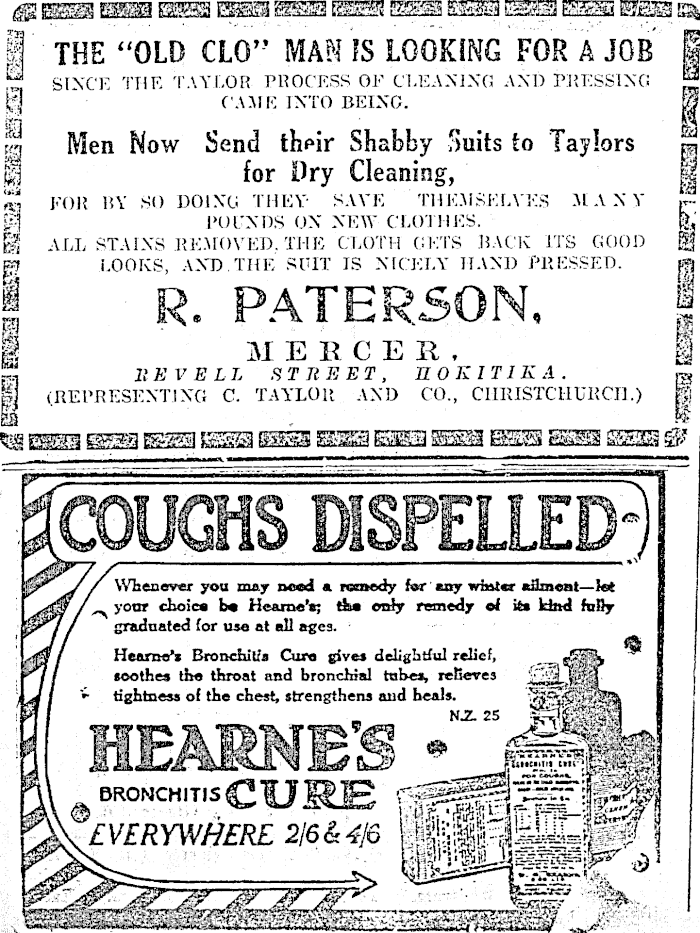 THE "OLD CLO" MAN IS LOOKING FOR A JOB
SINCE THE TAYLOR PROCESS OF CLEANING AND PRESSING
CAME INTO BEING.
Men Now Send their Shabby Suits to Taylors
for Dry Cleaning,
FOR BY SO DOING THEY SAVE THEMSELVES MANY
POUNDS ON NEW CLOTHES.
ALL STAINS REMOVED, THE CLOTH GETS BACK ITS GOOD
LOOKS, AND THE SUIT IS NICELY HAND PRESSED.
R. PATERSON,
MERCER,
REVELL STREET, HOKITIKA.
(REPRESENTING C. TAYLOR AND CO., CHRISTCHURCH.)
COUGHS DISPELLED
Whenever you may need a remedy for any winter ailment—let
your choice be Hearne's; the only remedy of its kind fully
graduated for use at all ages.
Hearne's Bronchitis Cure gives delightful relief,
soothes the throat and bronchial tubes, relieves
tightness of the chest, strengthens and heals.
N.Z. 25
HEARNE'S
BRONCHITIS CURE
EVERYWHERE 2/6 & 4/6
HEARNE'S
BRONCHITIS CURE
FOR COUGHS,